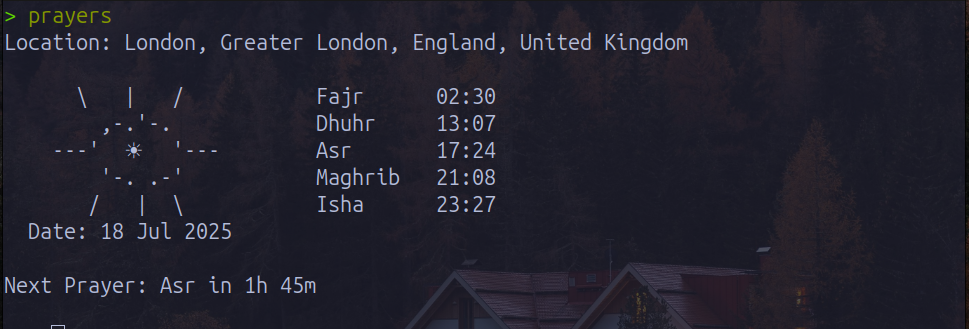 > prayers
Location: London, Greater London, England, United Kingdom
    \   |   /           Fajr      02:30
      ,-.'-.            Dhuhr     13:07
  ---'  ☀  '---        Asr       17:24
      '-. .-'           Maghrib   21:08
     /   |  \           Isha      23:27
Date: 18 Jul 2025
Next Prayer: Asr in 1h 45m